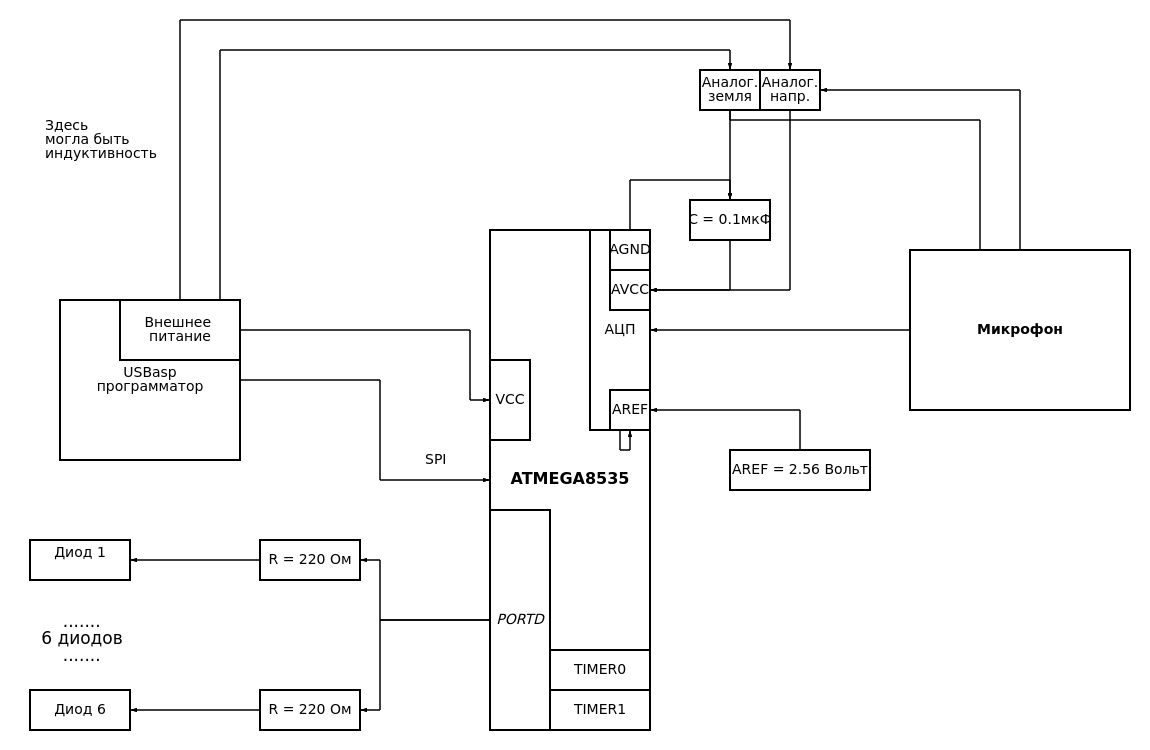 Аналог.
земля
Аналог.
напр.
Здесь
могла быть
индуктивность
C = 0.1мкФ
AGND
AVCC
АЦП
Микрофон
Внешнее
питание
USBasp
программатор
VCC
AREF
SPI
ATMEGA8535
AREF = 2.56 Вольт
Диод 1
R = 220 Ом
.......
6 диодов
.......
PORTD
TIMER0
Диод 6
R = 220 Ом
TIMER1